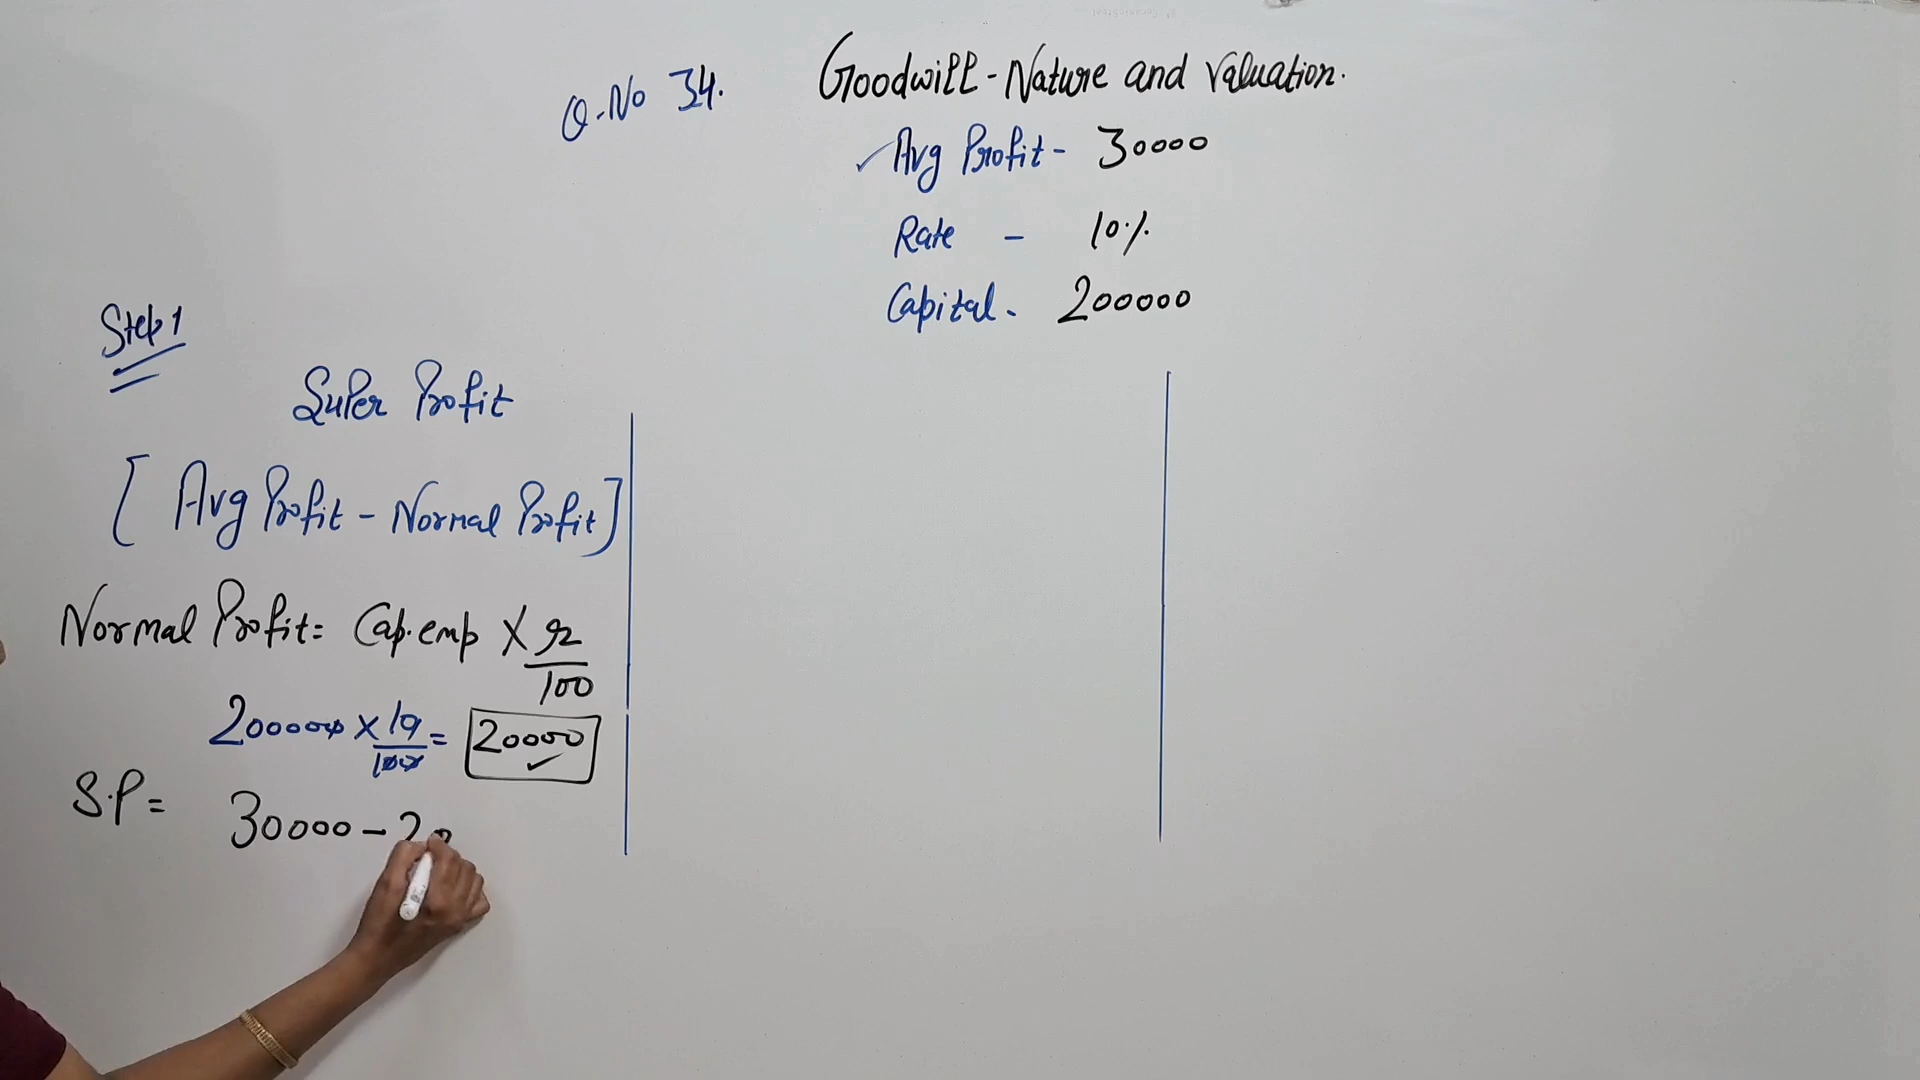 Q.No 34.
Goodwill-Nature and Valuation.
✓Avg Profit- 30000
Rate - 10%
Capital- 200000
Step 1
Super Profit
[Avg Profit - Normal Profit]
Normal Profit= Cap.emp X r/100
200000 X 10/100 = 20000 ✓
S.P= 30000-20